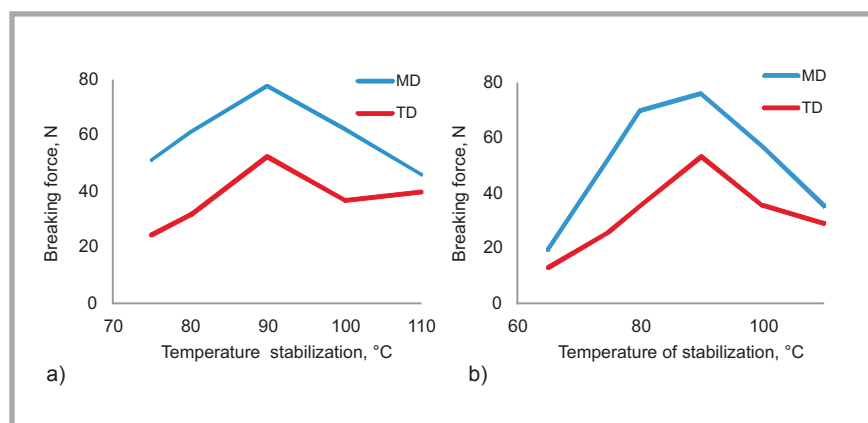 80
60
40
20
0
Breaking force, N
MD
TD
70 80 90 100 110
Temperature stabilization, °C
a)
80
60
40
20
0
Breaking force, N
MD
TD
60 80 100
Temperature of stabilization, °C
b)